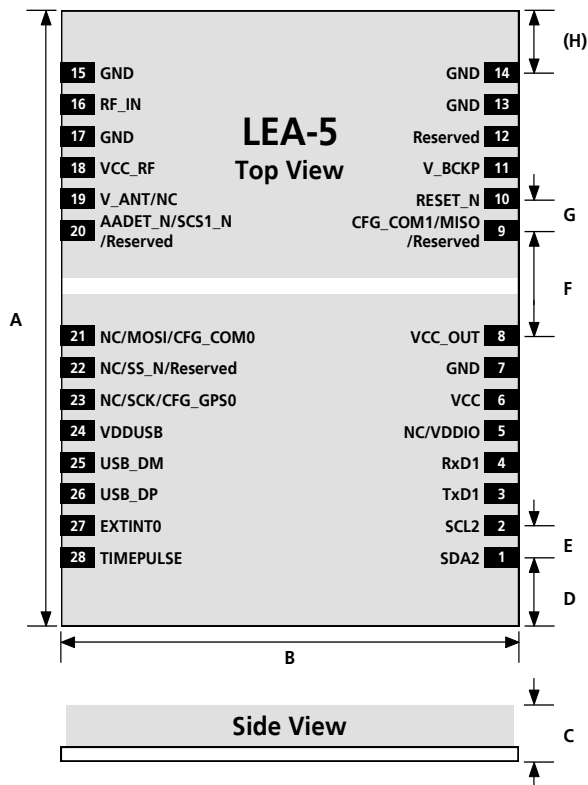 (H)
15 GND GND 14
16 RF_IN GND 13
17 GND LEA-5 Reserved 12
Top View
18 VCC_RF V_BCKP 11
19 V_ANT/NC RESET_N 10
G
20 AADET_N/SCS1_N CFG_COM1/MISO 9
/Reserved /Reserved
F
A
21 NC/MOSI/CFG_COM0 VCC_OUT 8
22 NC/SS_N/Reserved GND 7
23 NC/SCK/CFG_GPS0 VCC 6
24 VDDUSB NC/VDDIO 5
25 USB_DM RxD1 4
26 USB_DP TxD1 3
27 EXTINT0 SCL2 2
E
28 TIMEPULSE SDA2 1
D
B
Side View
C